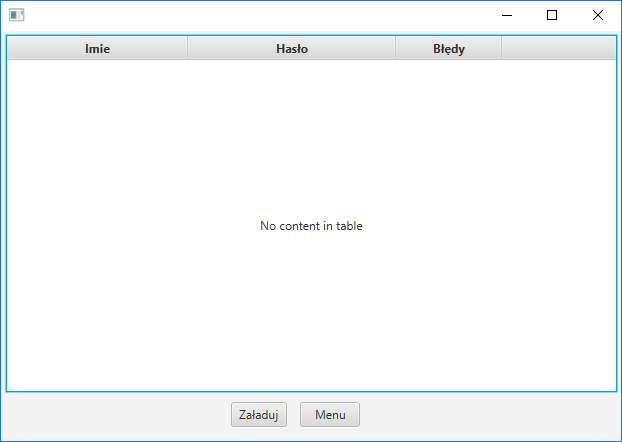 Imie Hasło Błędy
No content in table
Załaduj Menu